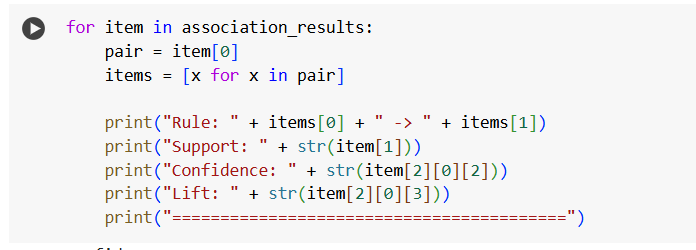 for item in association_results:
    pair = item[0]
    items = [x for x in pair]

    print("Rule: " + items[0] + " -> " + items[1])
    print("Support: " + str(item[1]))
    print("Confidence: " + str(item[2][0][2]))
    print("Lift: " + str(item[2][0][3]))
    print("=========================================")